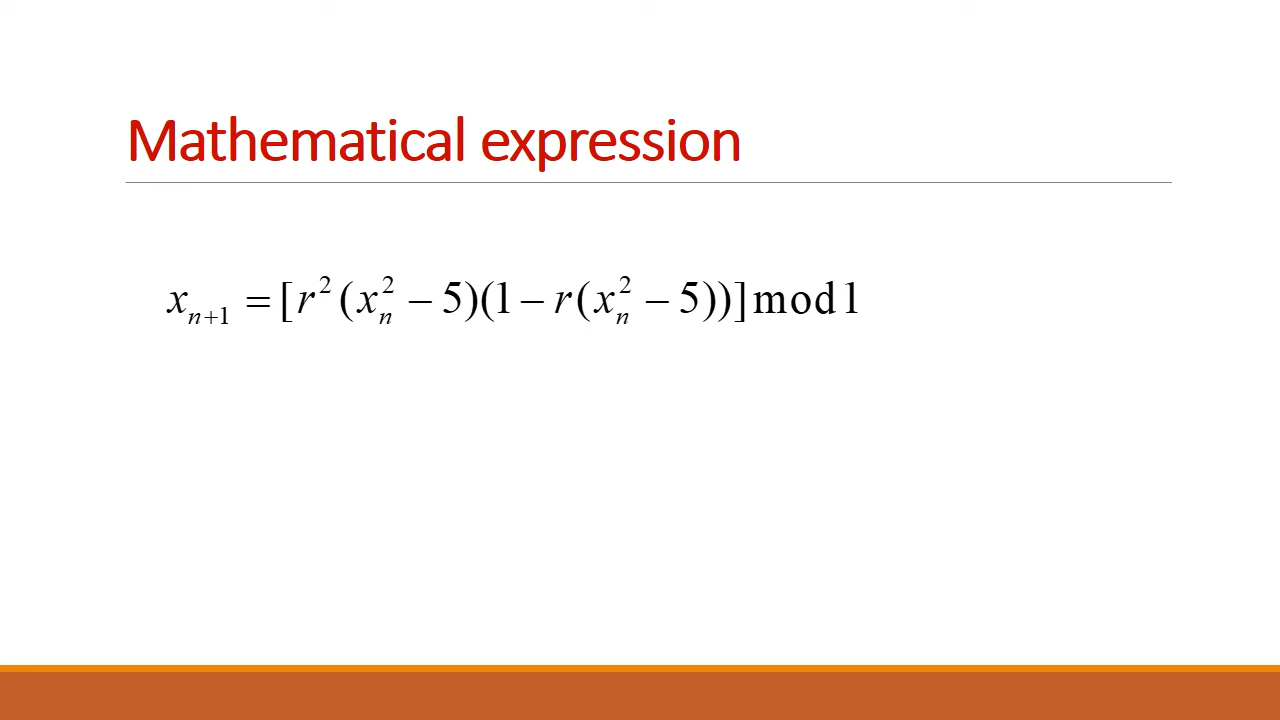 Mathematical expression
x_{n+1} = [r^2(x_n^2 − 5)(1 − r(x_n^2 − 5))] mod 1